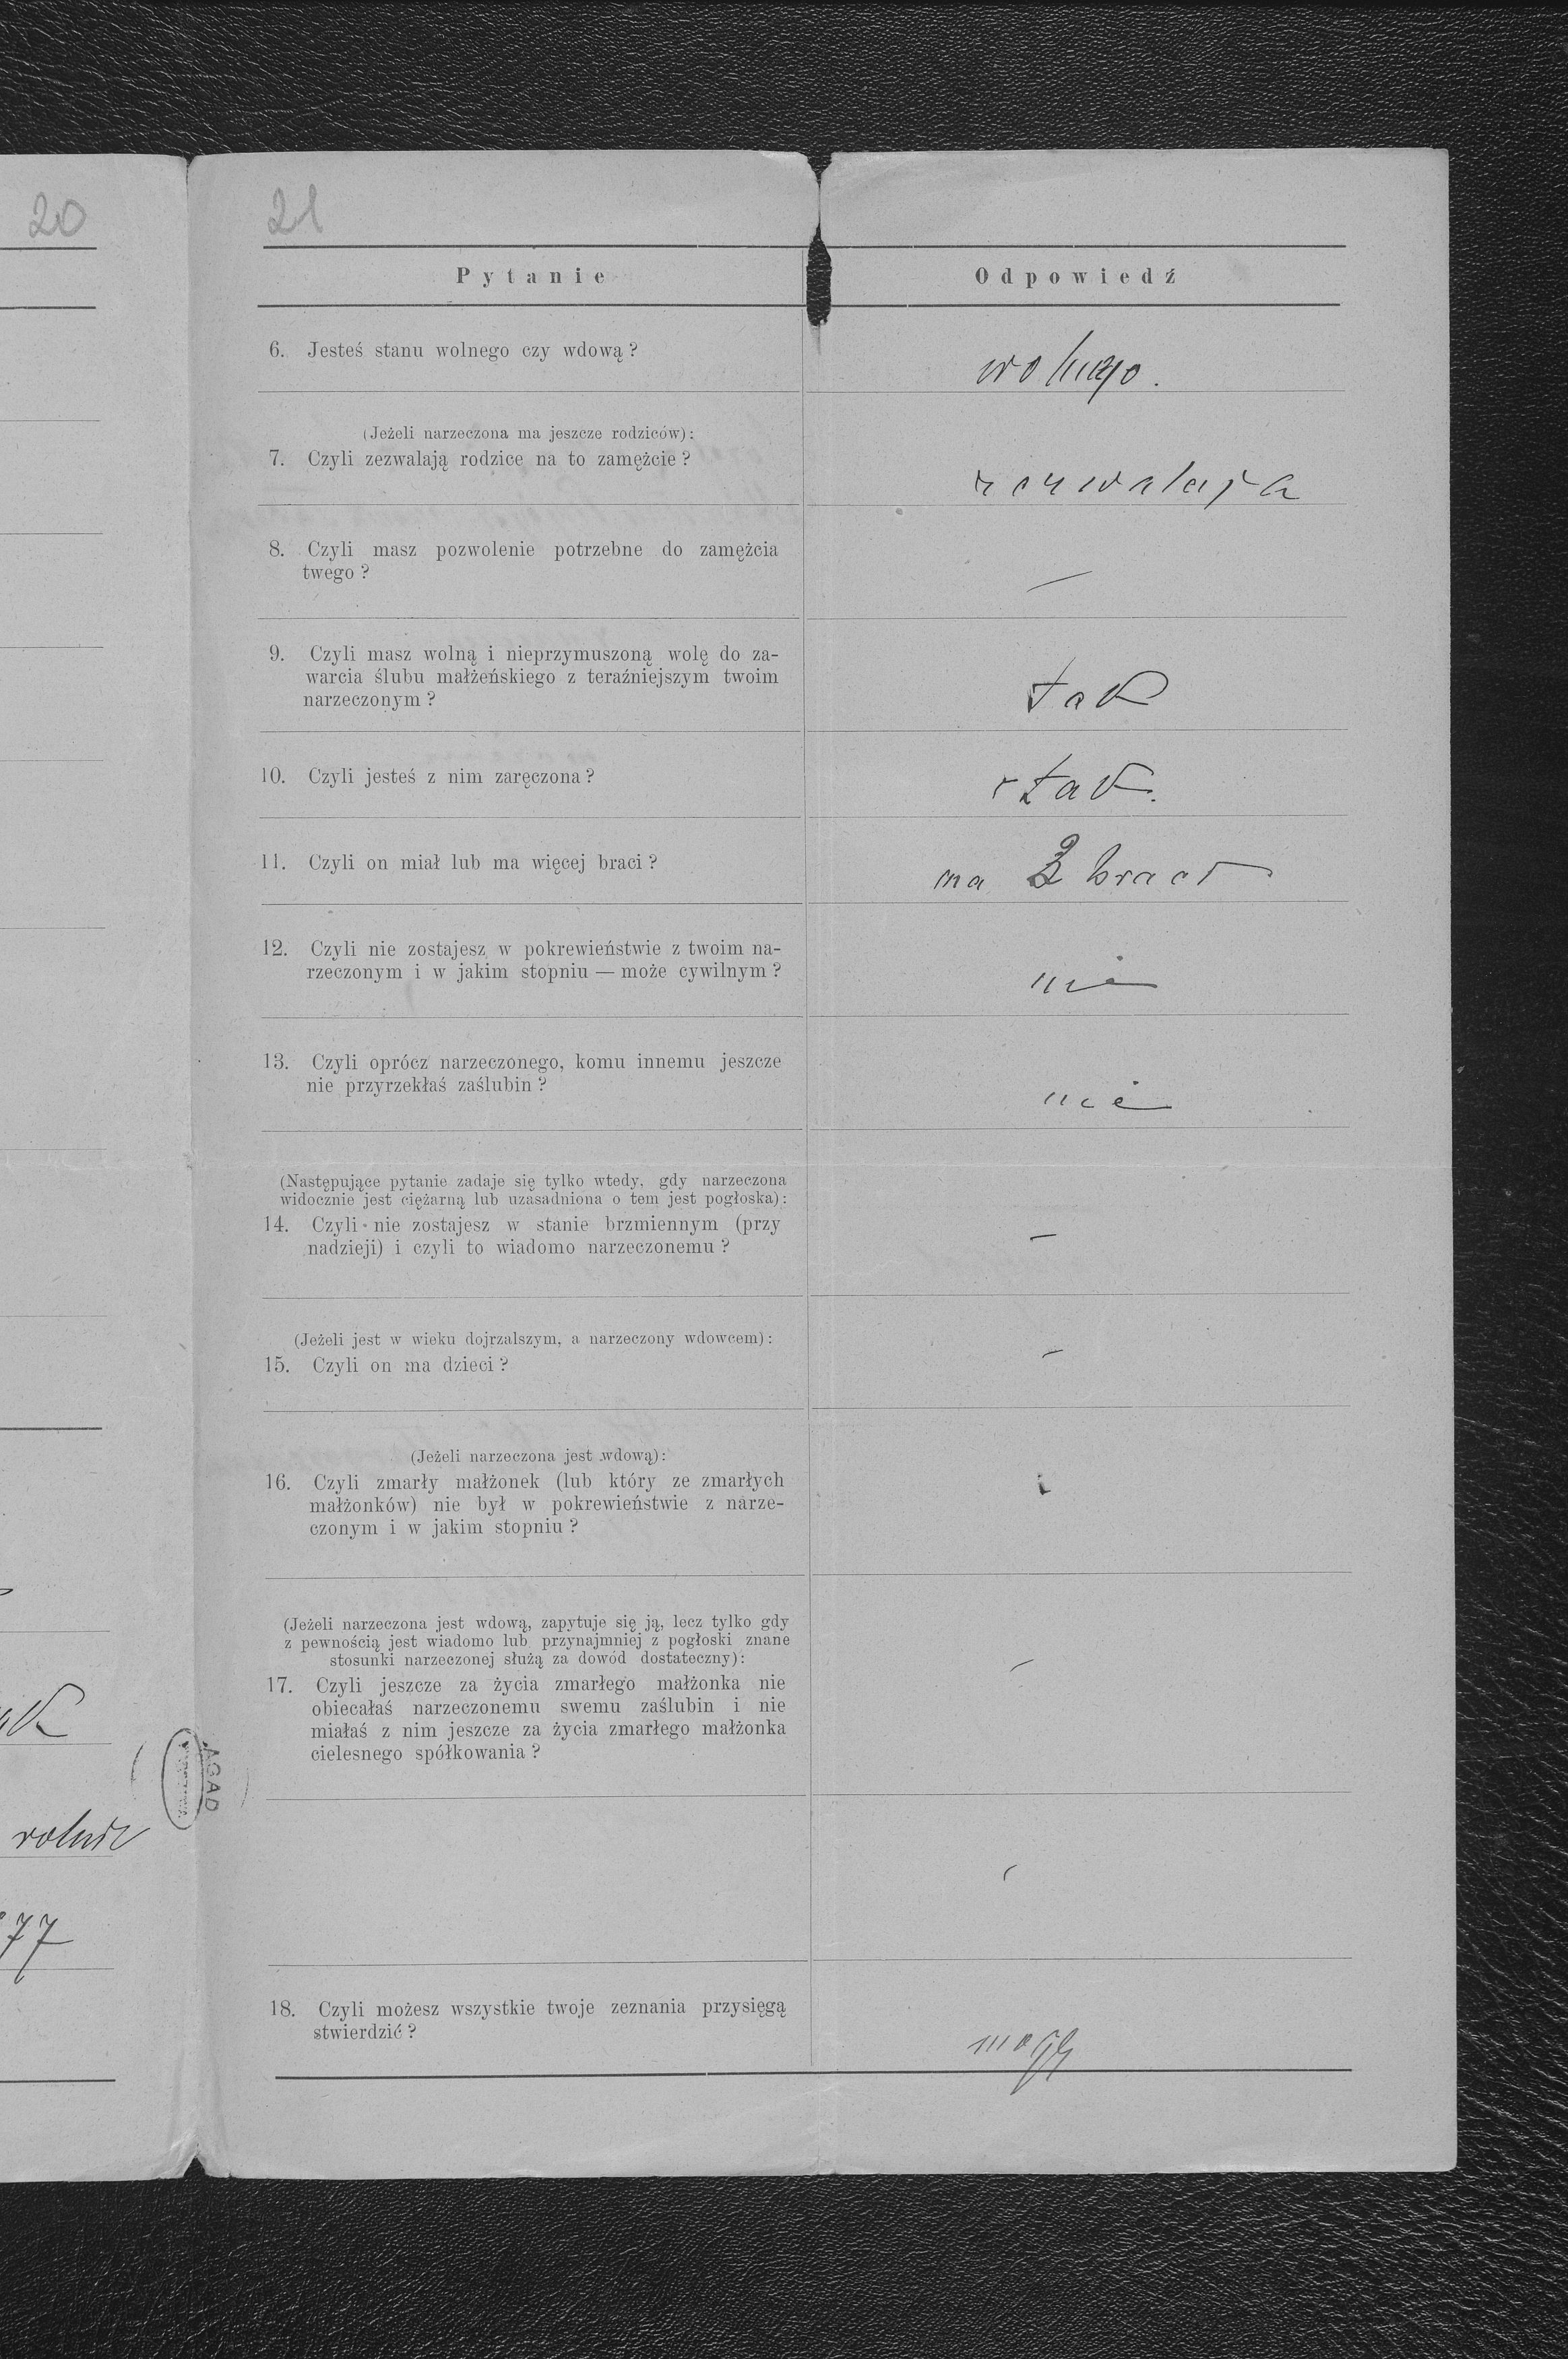 20
21
Pytanie
Odpowiedź
6. Jesteś stanu wolnego czy wdową?
wolnego.
(Jeżeli narzeczona ma jeszcze rodziców):
7. Czyli zezwalają rodzice na to zamęźcie?
zezwalają
8. Czyli masz pozwolenie potrzebne do zamężcia
twego?
—
9. Czyli masz wolną i nieprzymuszoną wolę do za-
warcia ślubu małżeńskiego z teraźniejszym twoim
narzeczonym?
tak
10. Czyli jesteś z nim zaręczona?
tak.
11. Czyli on miał lub ma więcej braci?
ma braci
12. Czyli nie zostajesz w pokrewieństwie z twoim na-
rzeczonym i w jakim stopniu — może cywilnym?
nie
13. Czyli oprócz narzeczonego, komu innemu jeszcze
nie przyrzekłaś zaślubin?
nie
(Następujące pytanie zadaje się tylko wtedy, gdy narzeczona
widocznie jest ciężarną lub uzasadniona o tem jest pogłoska):
14. Czyli nie zostajesz w stanie brzmiennym (przy
nadzieji) i czyli to wiadomo narzeczonemu?
—
(Jeżeli jest w wieku dojrzalszym, a narzeczony wdowcem):
15. Czyli on ma dzieci?
—
(Jeżeli narzeczona jest wdową):
16. Czyli zmarły małżonek (lub który ze zmarłych
małżonków) nie był w pokrewieństwie z narze-
czonym i w jakim stopniu?
(Jeżeli narzeczona jest wdową, zapytuje się ją, lecz tylko gdy
z pewnością jest wiadomo lub przynajmniej z pogłoski znane
stosunki narzeczonej służą za dowód dostateczny):
17. Czyli jeszcze za życia zmarłego małżonka nie
obiecałaś narzeczonemu swemu zaślubin i nie
miałaś z nim jeszcze za życia zmarłego małżonka
cielesnego spółkowania?
—
18. Czyli możesz wszystkie twoje zeznania przysięgą
stwierdzić?
mogę
77
AGAD